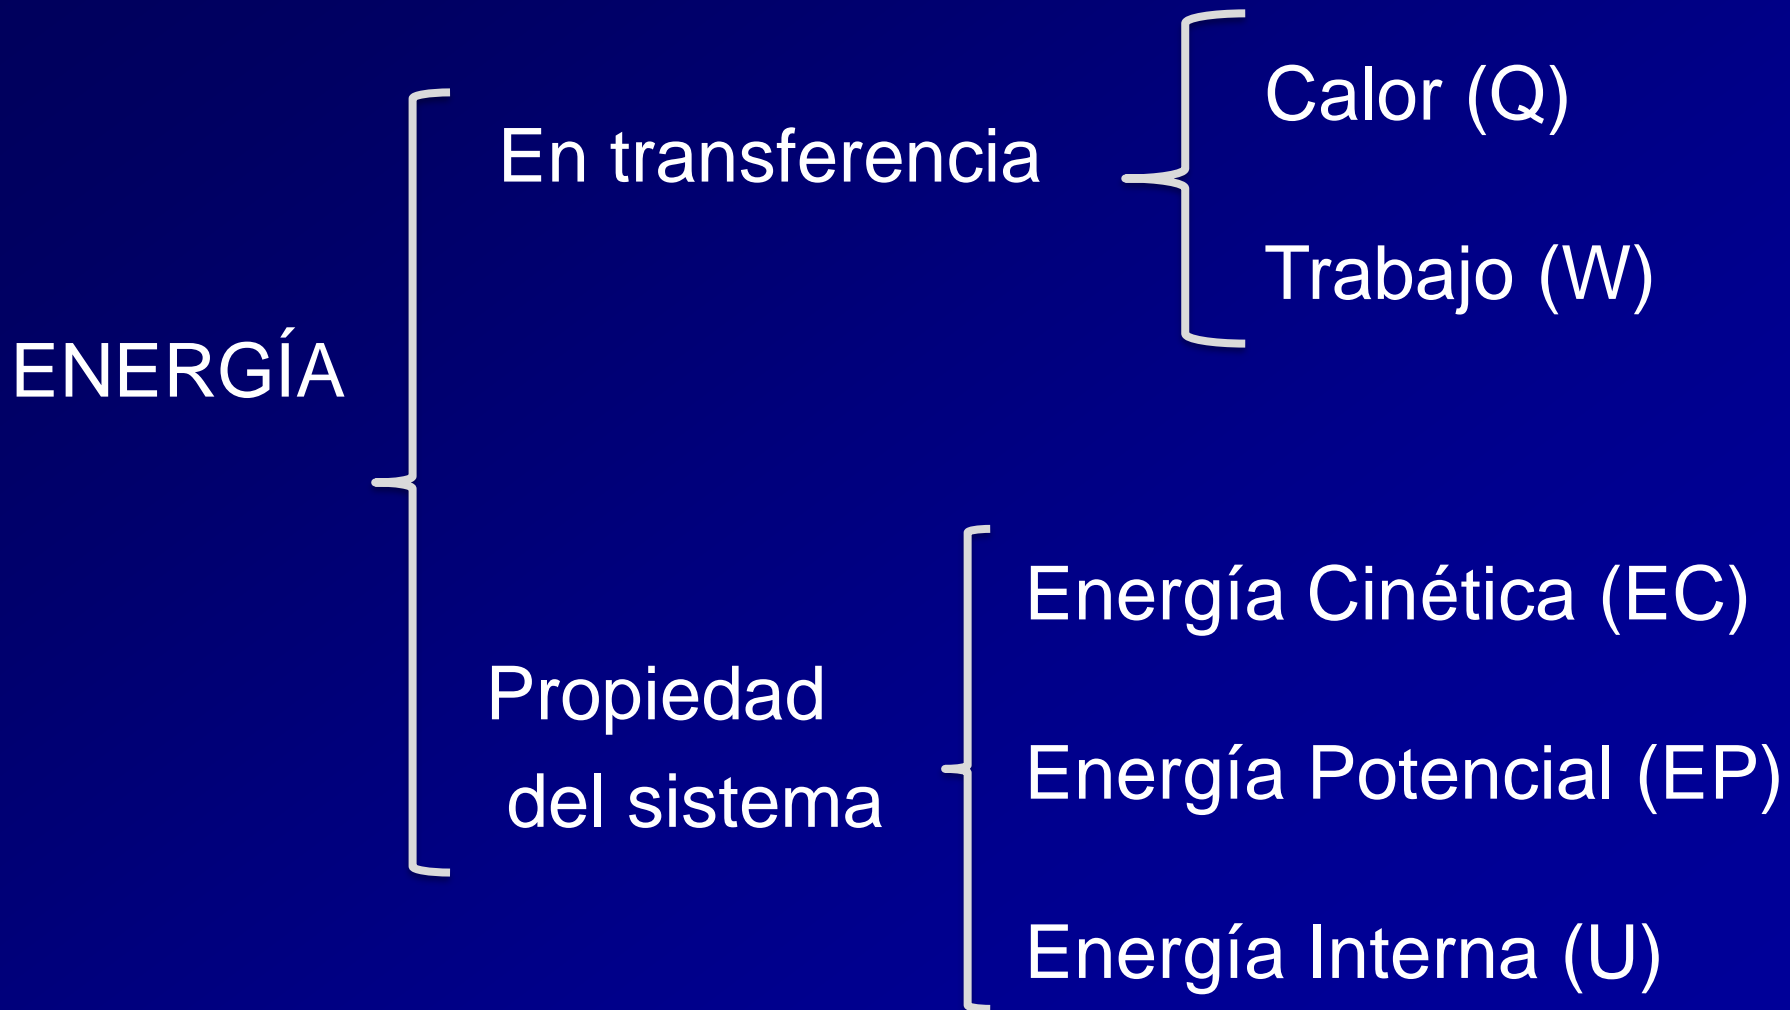 ENERGÍA
En transferencia
Calor (Q)
Trabajo (W)
Propiedad
del sistema
Energía Cinética (EC)
Energía Potencial (EP)
Energía Interna (U)